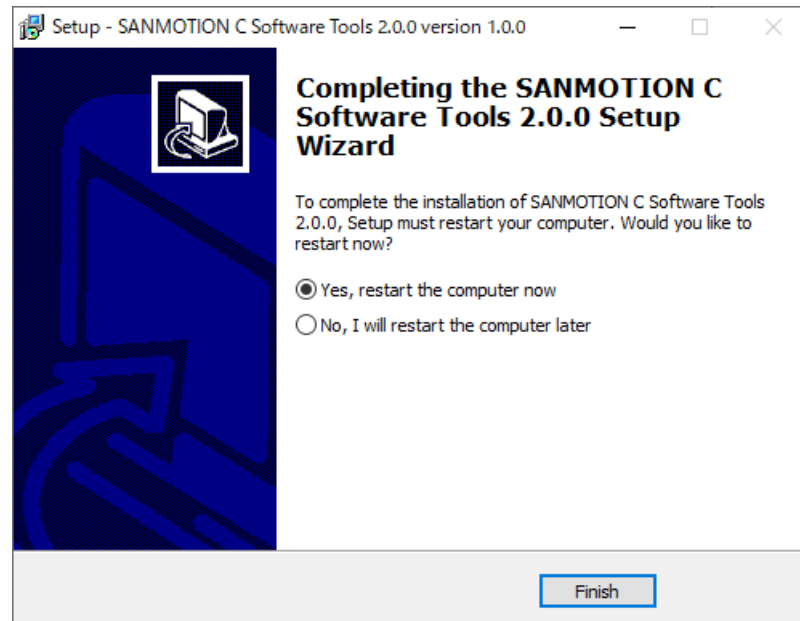 Setup - SANMOTION C Software Tools 2.0.0 version 1.0.0
Completing the SANMOTION C
Software Tools 2.0.0 Setup
Wizard
To complete the installation of SANMOTION C Software Tools
2.0.0, Setup must restart your computer. Would you like to
restart now?
Yes, restart the computer now
No, I will restart the computer later
Finish